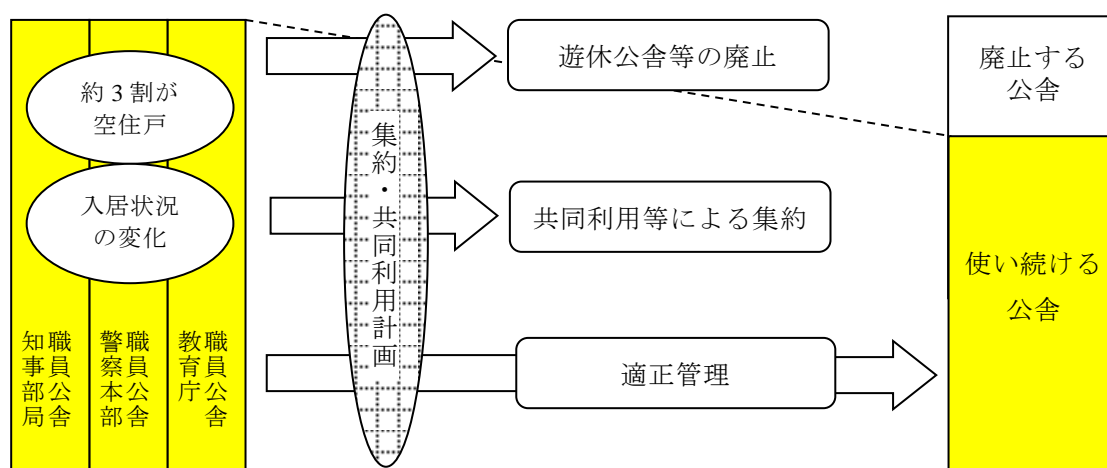 約3割が
空住戸
入居状況
の変化
知事部局
職員公舎
警察本部
職員公舎
教育庁
職員公舎
集約・共同利用計画
遊休公舎等の廃止
共同利用等による集約
適正管理
廃止する
公舎
使い続ける
公舎